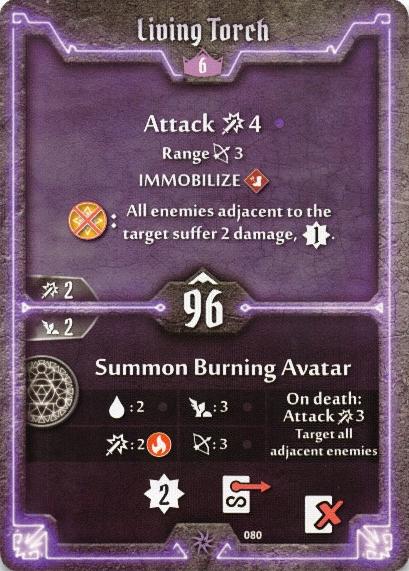 Living Torch
6
Attack 4
Range 3
IMMOBILIZE
: All enemies adjacent to the
target suffer 2 damage, 1.
2
96
2
Summon Burning Avatar
: 2 : 3
: 2 : 3
On death:
Attack 3
Target all
adjacent enemies
2
S
080